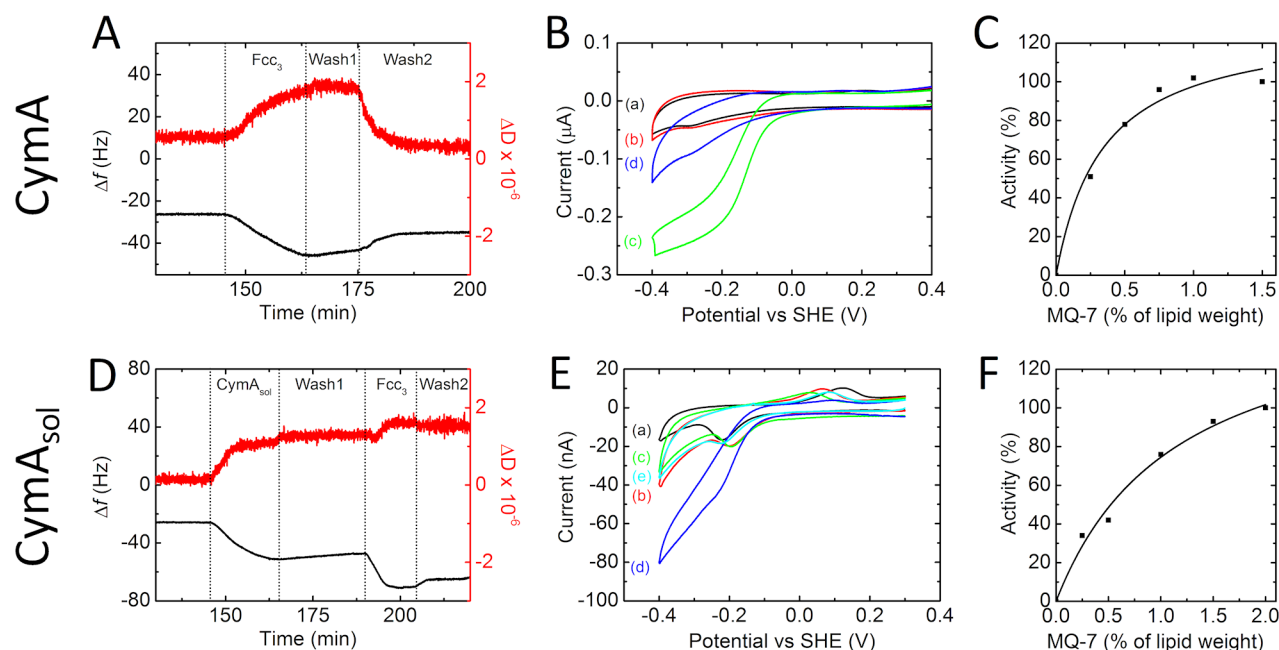 CymA
A
Fcc3
Wash1
Wash2
60
40
20
0
-20
-40
2
0
-2
Δf (Hz)
ΔD x 10-6
150
175
200
Time (min)
B
0.1
0.0
-0.1
-0.2
-0.3
(a)
(b)
(d)
(c)
Current (µA)
-0.4
-0.2
0.0
0.2
0.4
Potential vs SHE (V)
C
120
100
80
60
40
20
0
Activity (%)
0.0
0.5
1.0
1.5
MQ-7 (% of lipid weight)
CymAsol
D
CymAsol
Wash1
Fcc3
Wash2
80
40
0
-40
-80
2
0
-2
Δf (Hz)
ΔD x 10-6
150
175
200
Time (min)
E
20
0
-20
-40
-60
-80
-100
(a)
(c)
(e)
(b)
(d)
Current (nA)
-0.6
-0.4
-0.2
0.0
0.2
0.4
Potential vs SHE (V)
F
120
100
80
60
40
20
0
Activity (%)
0.0
0.5
1.0
1.5
2.0
MQ-7 (% of lipid weight)